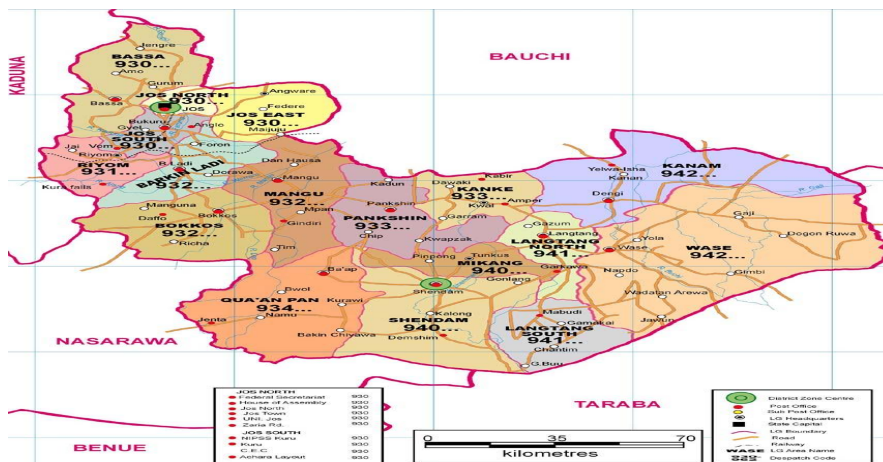 BAUCHI
KADUNA
Jengre
BASSA
930...
Amo
Gurum
JOS NORTH
930...
Bassa
JOS
Angware
Federe
JOS EAST
930...
Maijuju
Bukuru
Gyel
Anglo
JOS
SOUTH
930...
Vom
Foron
Jai
Riyom
RIYOM
931...
B.Ladi
BARKIN LADI
932...
Dorawa
Kura falls
Dan Hausa
Mangu
MANGU
932...
Manguna
Daffo
Bokkos
BOKKOS
932...
Richa
Mpan
Gindiri
Tim
Kadun
Pankshin
PANKSHIN
933...
Chip
Kwapzak
Dawaki
Kabir
KANKE
933...
Kwal
Amper
Garram
Yelwa-Isha
Kanan
KANAM
942...
Dengi
Gazum
Langtang
LANGTANG
NORTH
941...
Garkawa
Wase
Yola
Gaji
Dogon Ruwa
WASE
942...
Gimbi
Napdo
Wadatan Arewa
Jawun
Pinpong
Tunkus
MIKANG
940...
Gonlang
Shendam
Ba'ap
Bwol
QUA'AN PAN
934...
Kurawi
Namu
Jenta
Bakin Chiyawa
SHENDAM
940...
Kalong
Demshim
Mabudi
LANGTANG
SOUTH
941...
Gamakai
Chantim
G.Buu
NASARAWA
TARABA
BENUE
JOS NORTH
Federal Secretariat 930
House of Assembly 930
Jos North 930
Jos Town 930
UNI. Jos 930
Zaria Rd. 930
JOS SOUTH
NIPSS Kuru 930
Kuru 930
C.E.C 930
Achara Layout 930
0 35 70
kilometres
District Zone Centre
Post Office
Sub Post Office
LG Headquarters
State Capital
LG Boundary
Road
Railway
WASE LG Area Name
Despatch Code